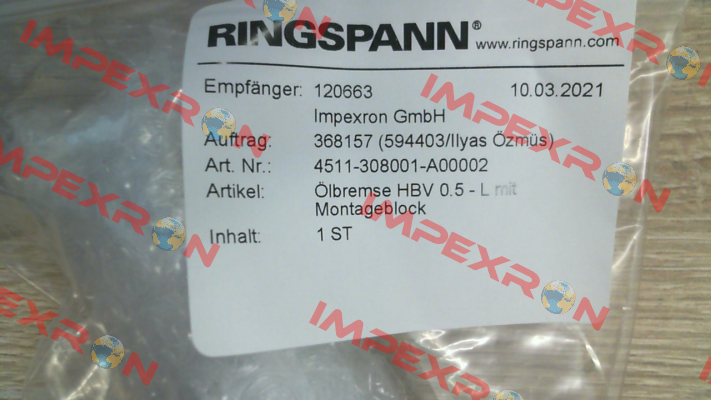 RINGSPANN® www.ringspann.com
Empfänger: 120663 10.03.2021
Impexron GmbH
Auftrag: 368157 (594403/Ilyas Özmüs)
Art. Nr.: 4511-308001-A00002
Artikel: Ölbremse HBV 0.5 - L mit
Montageblock
Inhalt: 1 ST
IMPEXRON
IMPEXRON
IMPEXRON
IMPEXRON
IMPEXRON
IMPEXRON